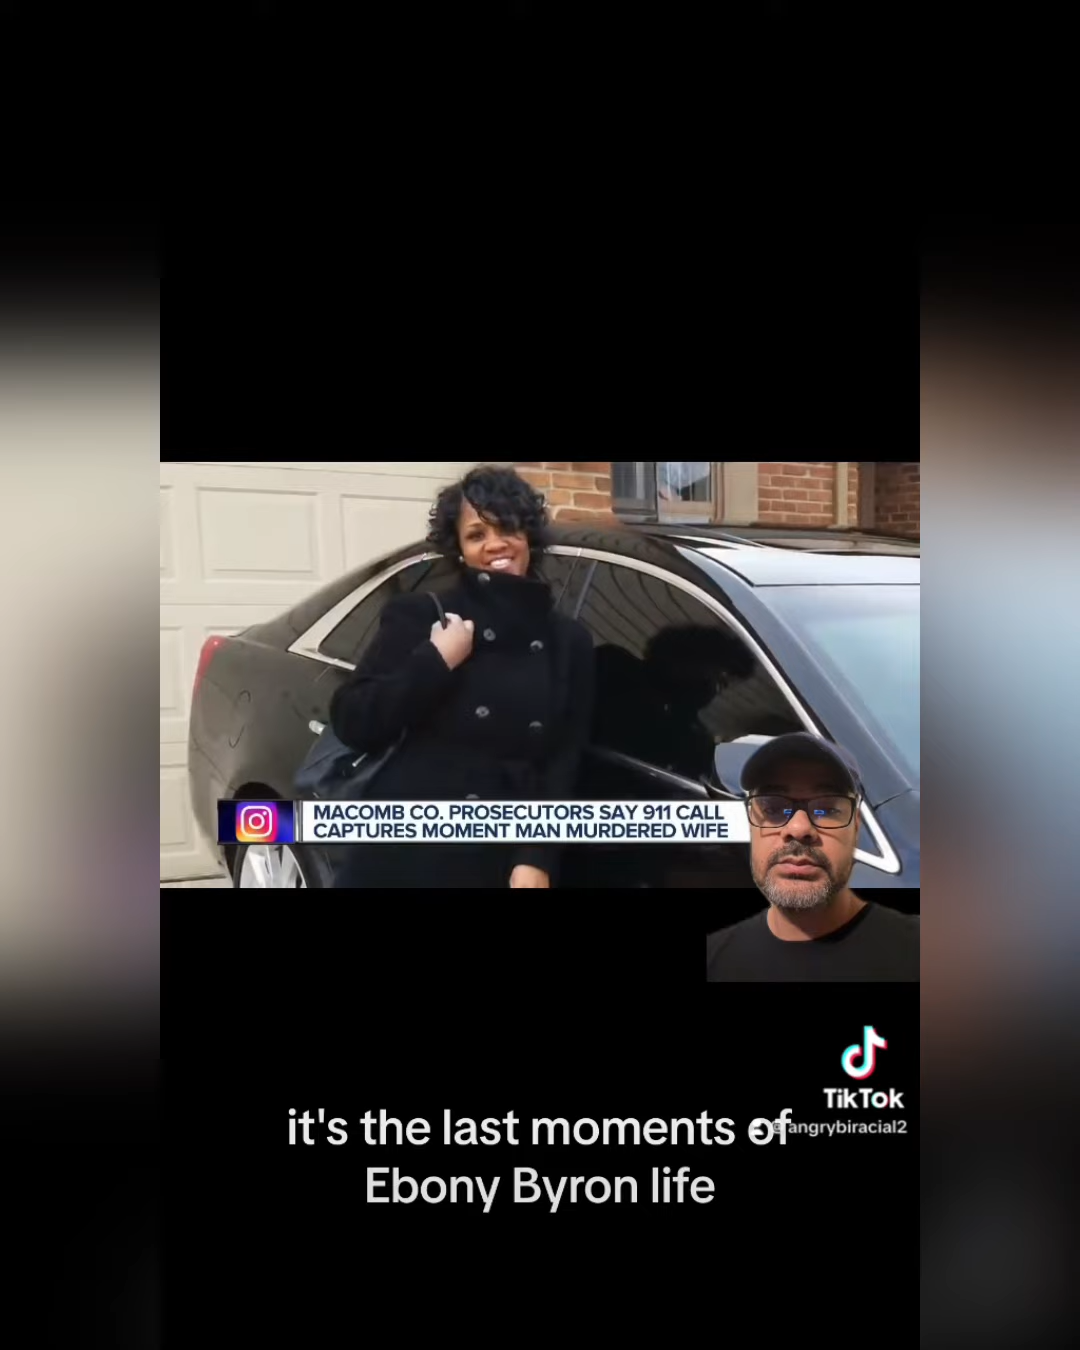 MACOMB CO. PROSECUTORS SAY 911 CALL
CAPTURES MOMENT MAN MURDERED WIFE
TikTok
@angrybiracial2
it's the last moments of
Ebony Byron life